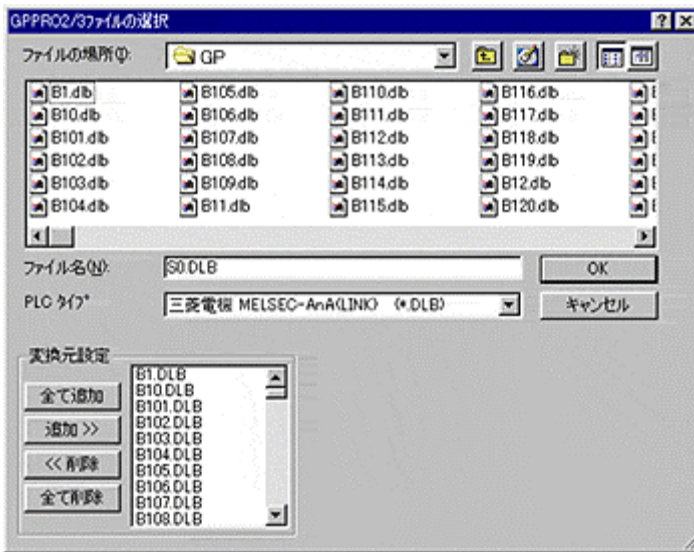 GPPRO2/3ファイルの選択
ファイルの場所(I):
GP
B1.dlb
B10.dlb
B101.dlb
B102.dlb
B103.dlb
B104.dlb
B105.dlb
B106.dlb
B107.dlb
B108.dlb
B109.dlb
B11.dlb
B110.dlb
B111.dlb
B112.dlb
B113.dlb
B114.dlb
B115.dlb
B116.dlb
B117.dlb
B118.dlb
B119.dlb
B12.dlb
B120.dlb
ファイル名(N):
S0.DLB
OK
PLC タイプ
三菱電機 MELSEC-AnA(LINK) (*.DLB)
キャンセル
変換元設定
全て追加
追加 >>
<< 削除
全て削除
B1.DLB
B10.DLB
B101.DLB
B102.DLB
B103.DLB
B104.DLB
B105.DLB
B106.DLB
B107.DLB
B108.DLB